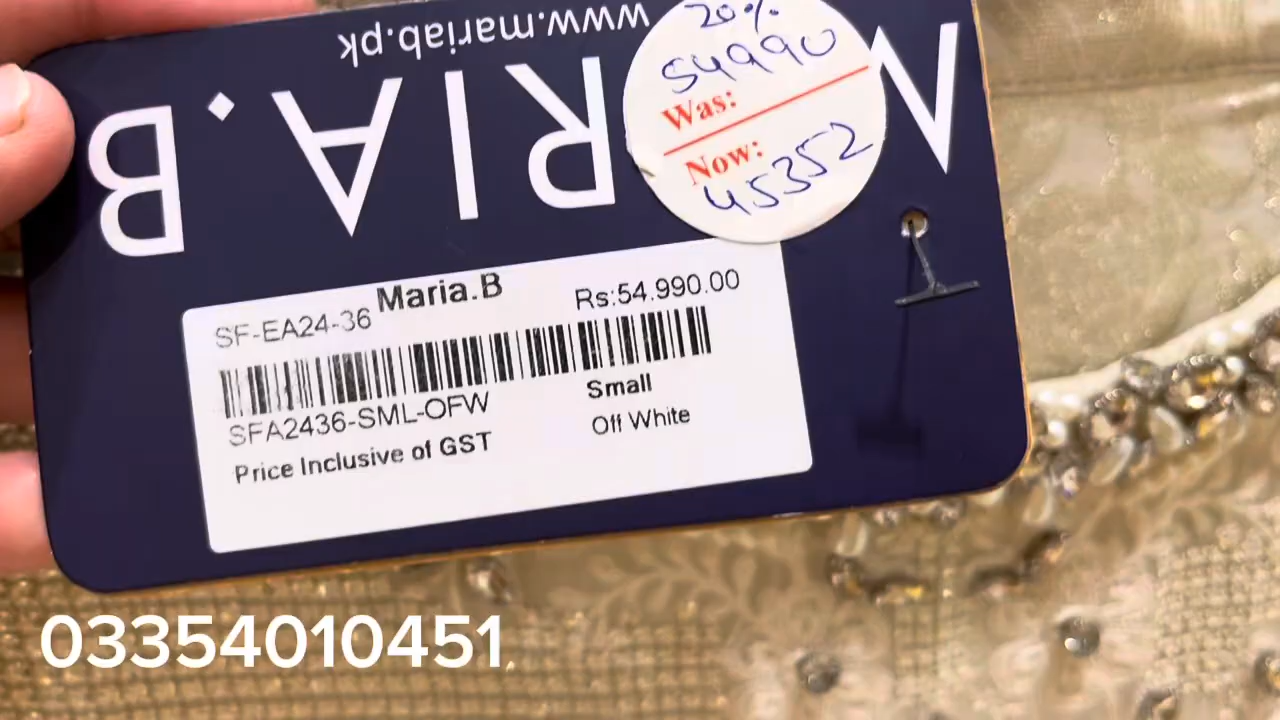 www.mariab.pk
MARIA.B
20%
54990
Was:
Now:
45352
Maria.B
SF-EA24-36
Rs:54.990.00
SFA2436-SML-OFW
Small
Price Inclusive of GST
Off White
03354010451